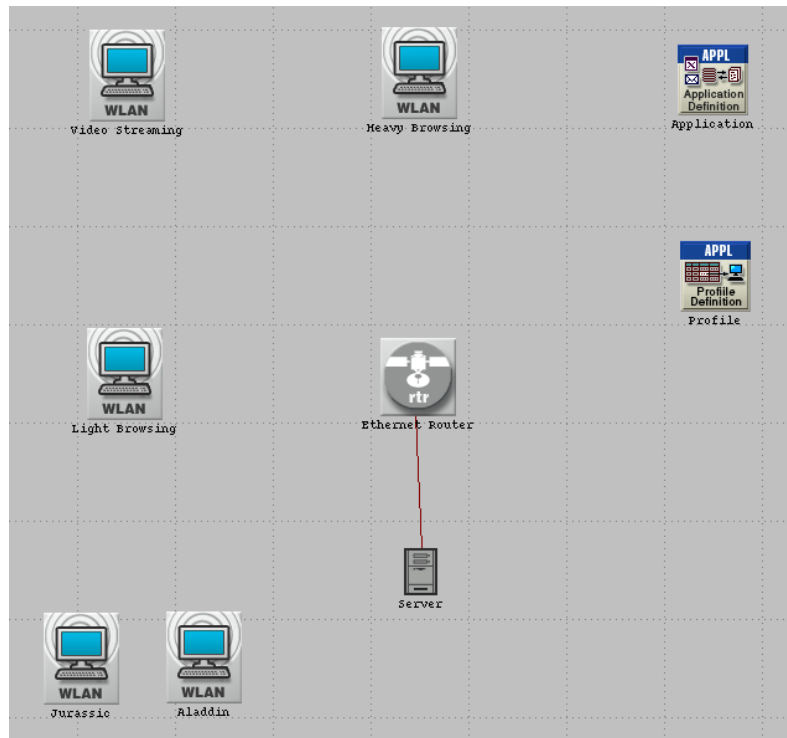 WLAN
Video Streaming
WLAN
Heavy Browsing
APPL
Application
Definition
Application
APPL
Profile
Definition
Profile
WLAN
Light Browsing
rtr
Ethernet Router
Server
WLAN
Jurassic
WLAN
Aladdin